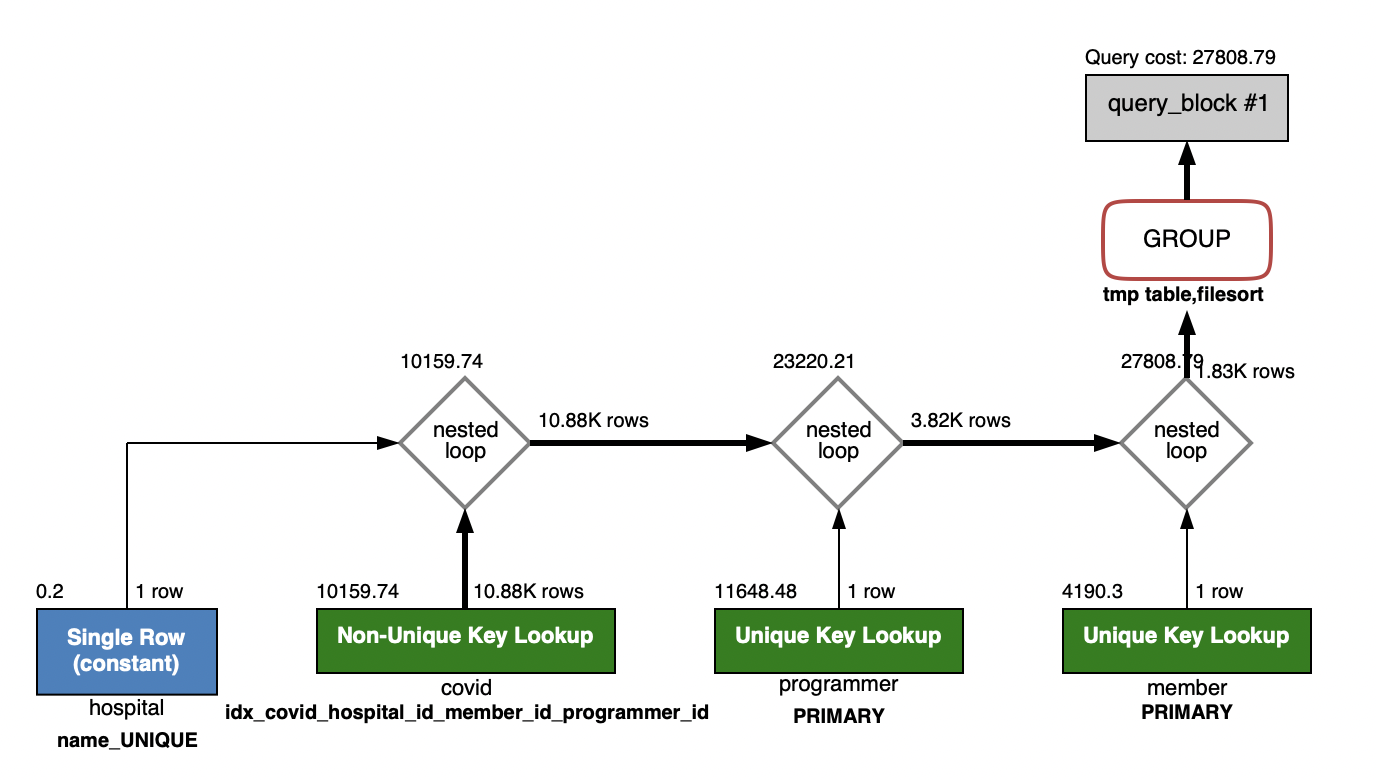 Query cost: 27808.79
query_block #1
GROUP
tmp table,filesort
10159.74
23220.21
27808.79
1.83K rows
nested
loop
10.88K rows
nested
loop
3.82K rows
nested
loop
0.2
1 row
10159.74
10.88K rows
11648.48
1 row
4190.3
1 row
Single Row
(constant)
Non-Unique Key Lookup
Unique Key Lookup
Unique Key Lookup
hospital
name_UNIQUE
covid
idx_covid_hospital_id_member_id_programmer_id
programmer
PRIMARY
member
PRIMARY